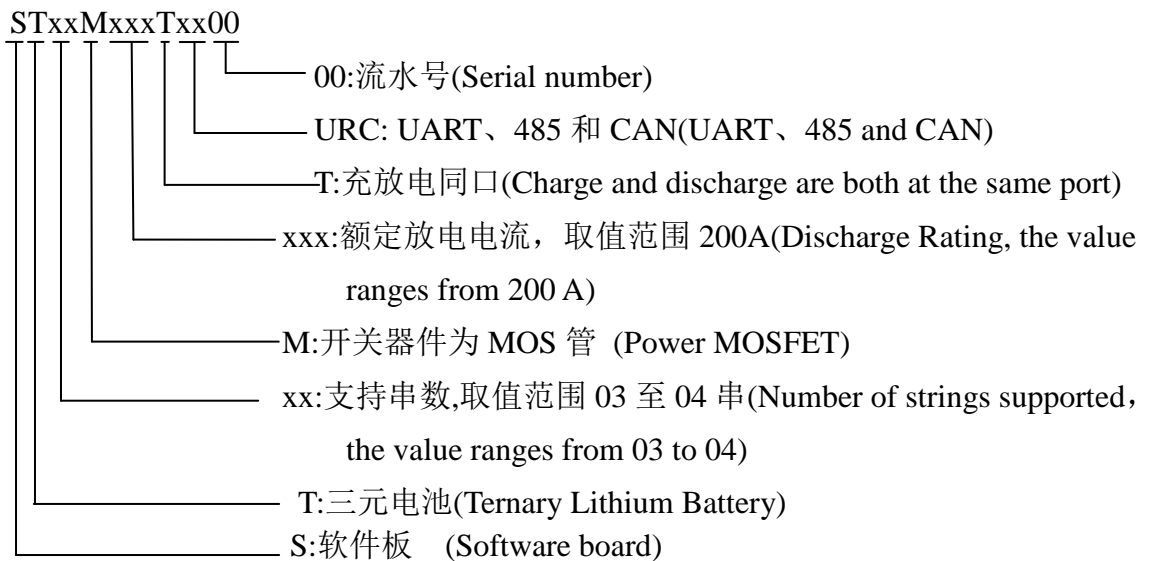 STxxMxxxTxx00
00:流水号(Serial number)
URC: UART、485 和 CAN(UART、485 and CAN)
T:充放电同口(Charge and discharge are both at the same port)
xxx:额定放电电流，取值范围 200A(Discharge Rating, the value
ranges from 200 A)
M:开关器件为 MOS 管 (Power MOSFET)
xx:支持串数,取值范围 03 至 04 串(Number of strings supported，
the value ranges from 03 to 04)
T:三元电池(Ternary Lithium Battery)
S:软件板 (Software board)